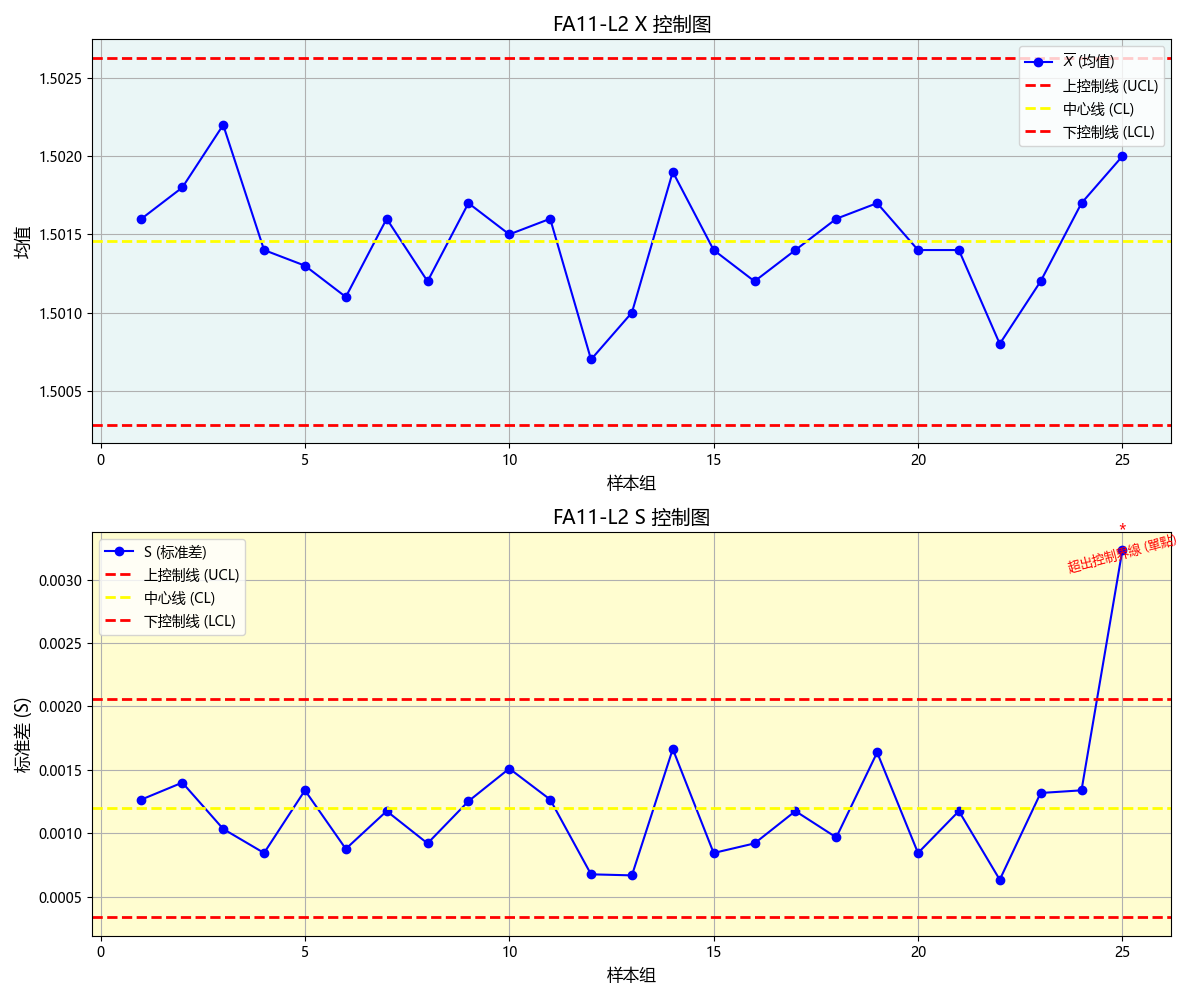 FA11-L2 X 控制图
1.5025
1.5020
1.5015
1.5010
1.5005
均值
X (均值)
上控制线 (UCL)
中心线 (CL)
下控制线 (LCL)
0 5 10 15 20 25
样本组
FA11-L2 S 控制图
0.0030
0.0025
0.0020
0.0015
0.0010
0.0005
标准差 (S)
S (标准差)
上控制线 (UCL)
中心线 (CL)
下控制线 (LCL)
*
超出控制界線 (單點)
0 5 10 15 20 25
样本组